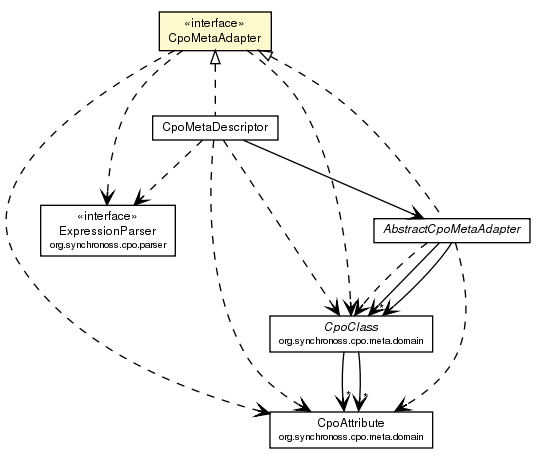 «interface»
CpoMetaAdapter
CpoMetaDescriptor
«interface»
ExpressionParser
org.synchronoss.cpo.parser
AbstractCpoMetaAdapter
*
CpoClass
org.synchronoss.cpo.meta.domain
* *
CpoAttribute
org.synchronoss.cpo.meta.domain